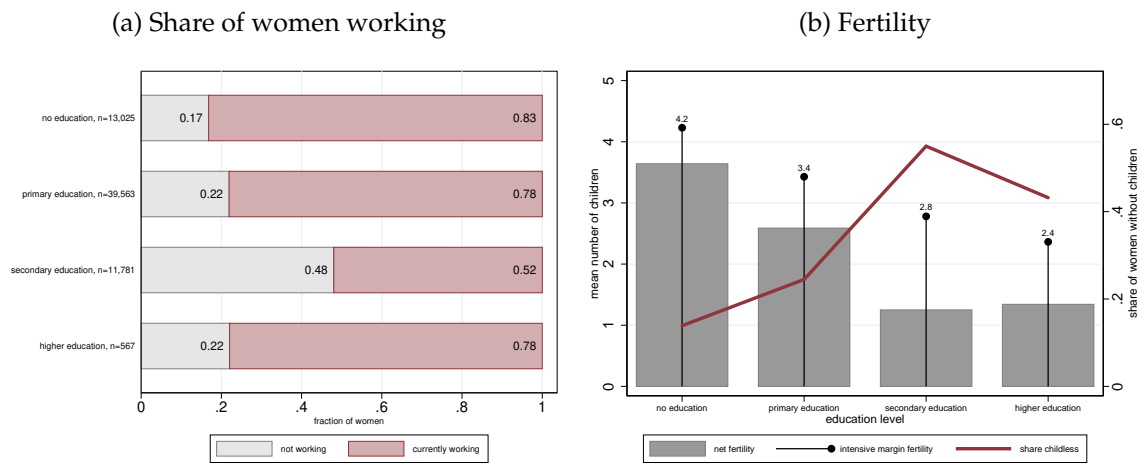 (a) Share of women working
no education, n=13,025
0.17
0.83
primary education, n=39,563
0.22
0.78
secondary education, n=11,781
0.48
0.52
higher education, n=567
0.22
0.78
0 .2 .4 .6 .8 1
fraction of women
not working currently working
(b) Fertility
mean number of children
5
4
3
2
1
0
4.2
3.4
2.8
2.4
.6
.4
.2
0
share of women without children
no education primary education secondary education higher education
education level
net fertility intensive margin fertility share childless